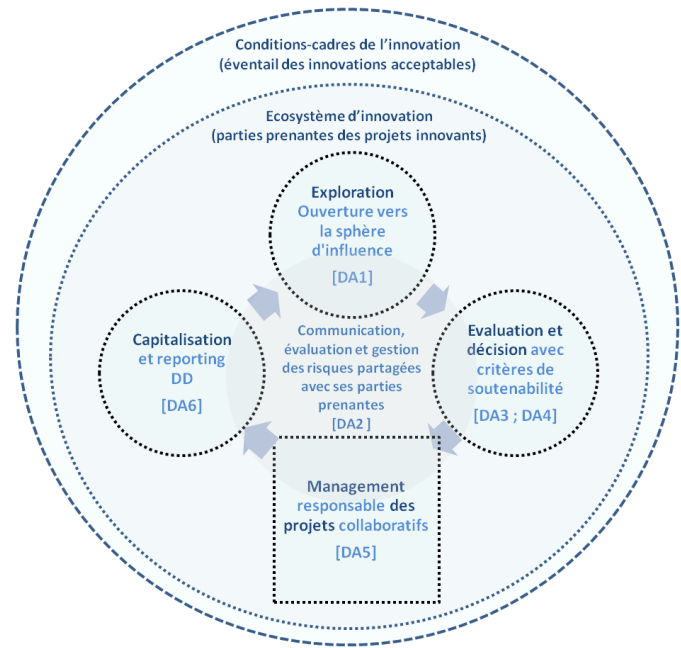 Conditions-cadres de l'innovation
(éventail des innovations acceptables)
Ecosystème d'innovation
(parties prenantes des projets innovants)
Exploration
Ouverture vers
la sphère
d'influence
[DA1]
Capitalisation
et reporting
DD
[DA6]
Communication,
évaluation et gestion
des risques partagées
avec ses parties
prenantes
[DA2 ]
Evaluation et
décision avec
critères de
soutenabilité
[DA3 ; DA4]
Management
responsable des
projets collaboratifs
[DA5]